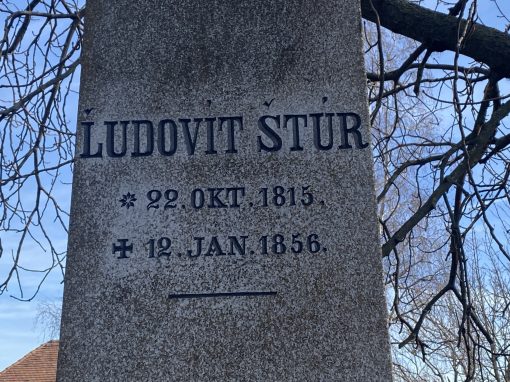 ĽUDOVÍT ŠTÚR
* 22. OKT. 1815.
✝ 12. JAN. 1856.